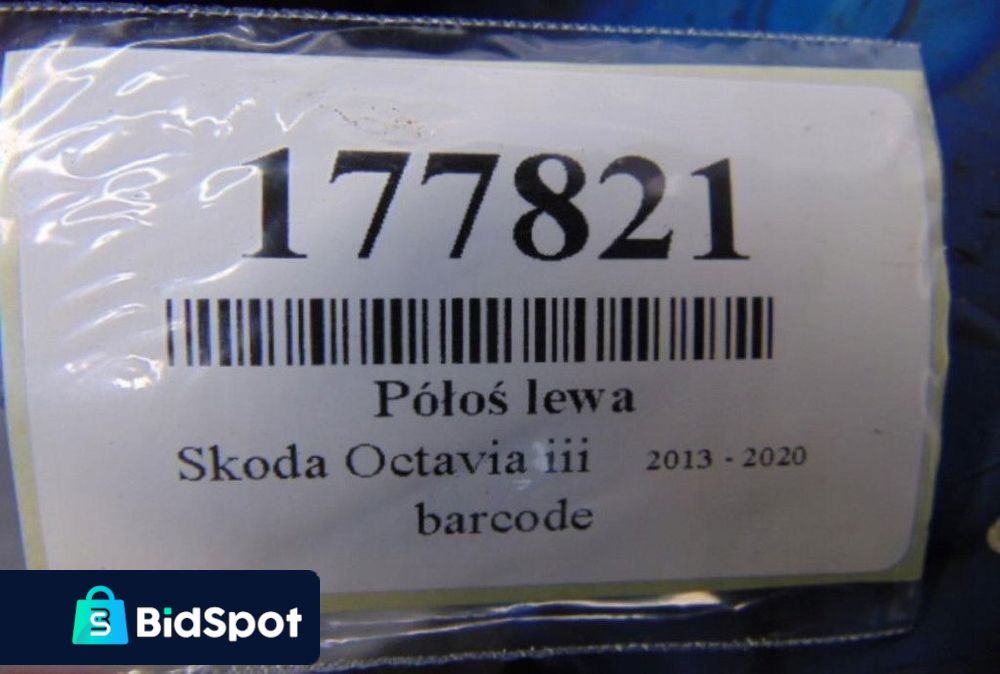 177821
Półoś lewa
Skoda Octavia iii 2013 - 2020
barcode
BidSpot